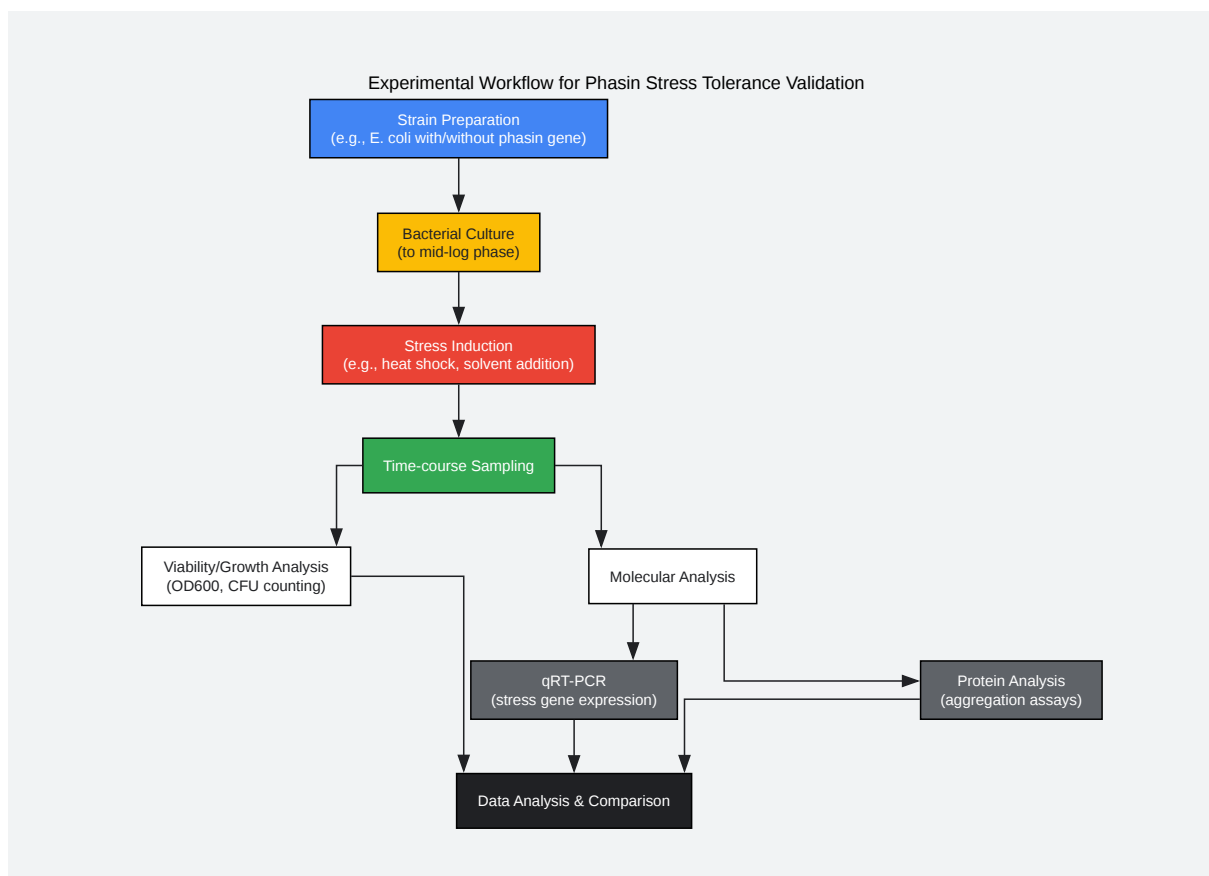 Experimental Workflow for Phasin Stress Tolerance Validation
Strain Preparation
(e.g., E. coli with/without phasin gene)
Bacterial Culture
(to mid-log phase)
Stress Induction
(e.g., heat shock, solvent addition)
Time-course Sampling
Viability/Growth Analysis
(OD600, CFU counting)
Molecular Analysis
qRT-PCR
(stress gene expression)
Protein Analysis
(aggregation assays)
Data Analysis & Comparison